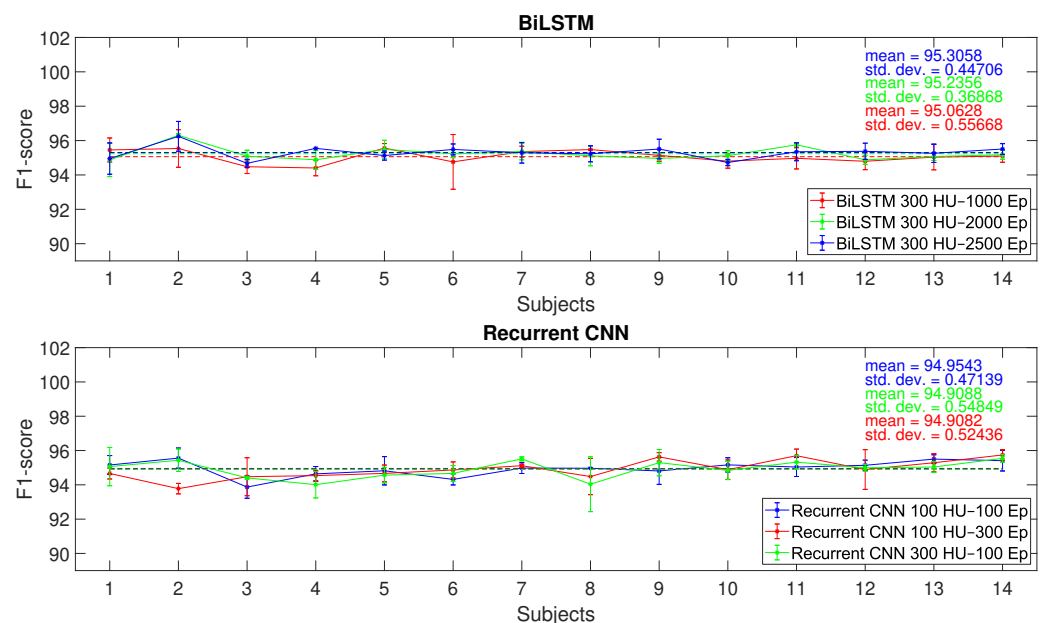 BiLSTM
102
100
98
96
94
92
90
F1-score
mean = 95.3058
std. dev. = 0.44706
mean = 95.2356
std. dev. = 0.36868
mean = 95.0628
std. dev. = 0.55668
BiLSTM 300 HU-1000 Ep
BiLSTM 300 HU-2000 Ep
BiLSTM 300 HU-2500 Ep
1 2 3 4 5 6 7 8 9 10 11 12 13 14
Subjects
Recurrent CNN
102
100
98
96
94
92
90
F1-score
mean = 94.9543
std. dev. = 0.47139
mean = 94.9088
std. dev. = 0.54849
mean = 94.9082
std. dev. = 0.52436
Recurrent CNN 100 HU-100 Ep
Recurrent CNN 100 HU-300 Ep
Recurrent CNN 300 HU-100 Ep
1 2 3 4 5 6 7 8 9 10 11 12 13 14
Subjects